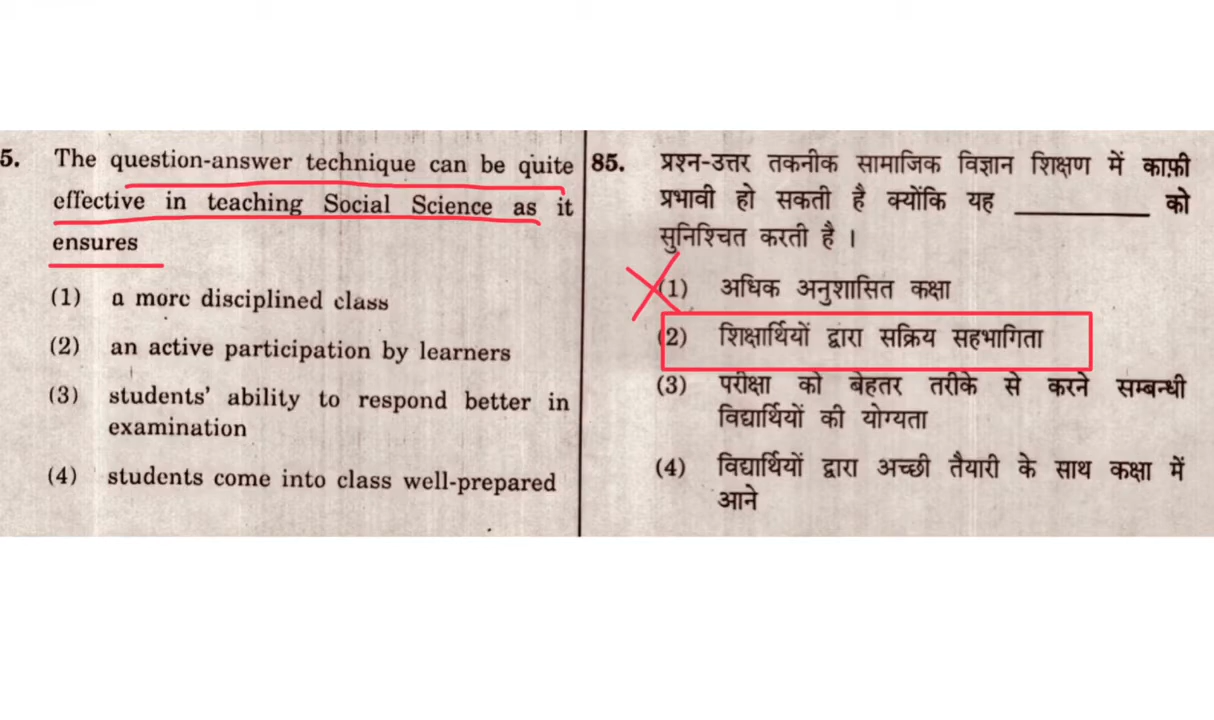 5. The question-answer technique can be quite
effective in teaching Social Science as it
ensures
(1) a more disciplined class
(2) an active participation by learners
(3) students' ability to respond better in
examination
(4) students come into class well-prepared
85. प्रश्न-उत्तर तकनीक सामाजिक विज्ञान शिक्षण में काफ़ी
प्रभावी हो सकती है क्योंकि यह __________ को
सुनिश्चित करती है ।
(1) अधिक अनुशासित कक्षा
(2) शिक्षार्थियों द्वारा सक्रिय सहभागिता
(3) परीक्षा को बेहतर तरीके से करने सम्बन्धी
विद्यार्थियों की योग्यता
(4) विद्यार्थियों द्वारा अच्छी तैयारी के साथ कक्षा में
आने